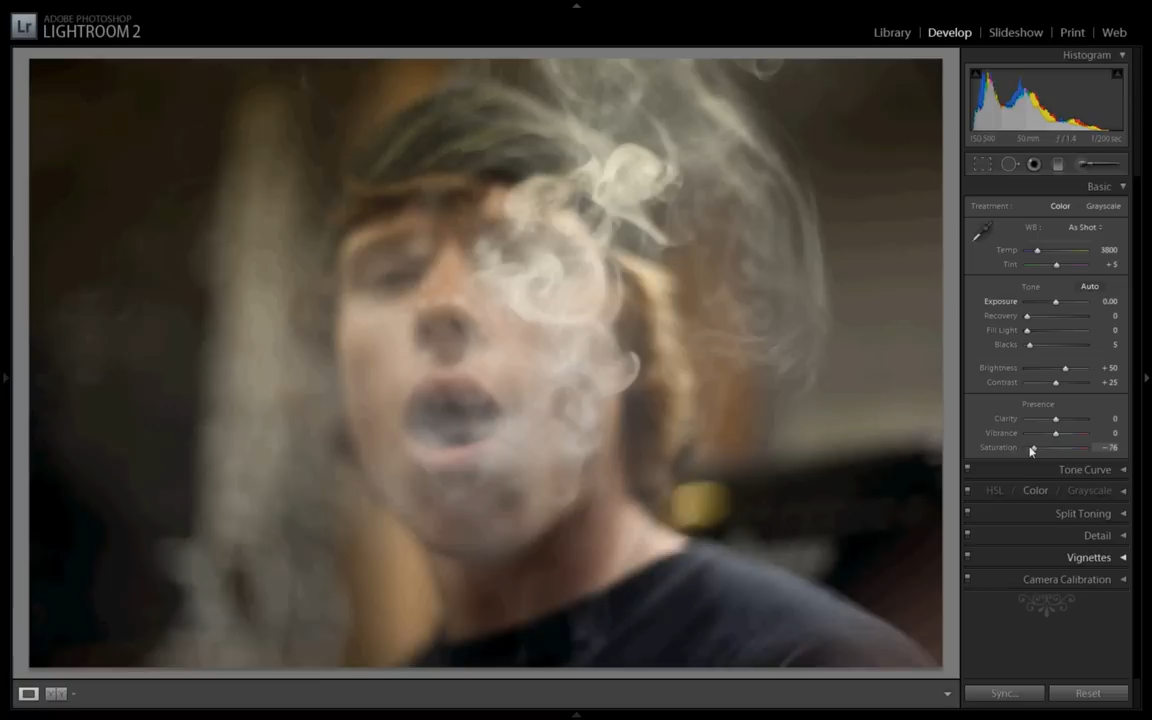 Lr
ADOBE PHOTOSHOP
LIGHTROOM 2
Library | Develop | Slideshow | Print | Web
Histogram
ISO 500 50 mm ƒ / 1.4 1/200 sec
Basic
Treatment : Color Grayscale
WB : As Shot
Temp 3800
Tint + 5
Tone Auto
Exposure 0.00
Recovery 0
Fill Light 0
Blacks 5
Brightness + 50
Contrast + 25
Presence
Clarity 0
Vibrance 0
Saturation – 76
Tone Curve
HSL / Color / Grayscale
Split Toning
Detail
Vignettes
Camera Calibration
Sync... Reset